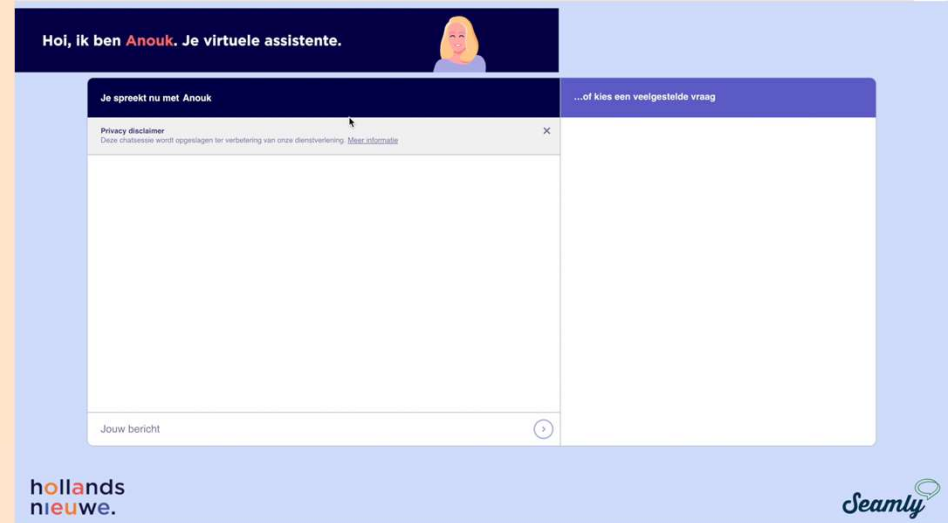 Hoi, ik ben Anouk. Je virtuele assistente.
Je spreekt nu met Anouk
...of kies een veelgestelde vraag
Privacy disclaimer
Deze chatsessie wordt opgeslagen ter verbetering van onze dienstverlening. Meer informatie
Jouw bericht
hollands
nieuwe.
Seamly